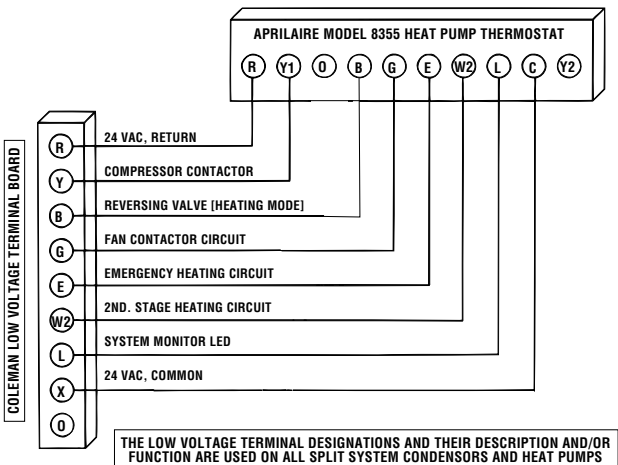 APRILAIRE MODEL 8355 HEAT PUMP THERMOSTAT
R Y1 O B G E W2 L C Y2
COLEMAN LOW VOLTAGE TERMINAL BOARD
R 24 VAC, RETURN
Y COMPRESSOR CONTACTOR
B REVERSING VALVE [HEATING MODE]
G FAN CONTACTOR CIRCUIT
E EMERGENCY HEATING CIRCUIT
W2 2ND. STAGE HEATING CIRCUIT
L SYSTEM MONITOR LED
X 24 VAC, COMMON
O
THE LOW VOLTAGE TERMINAL DESIGNATIONS AND THEIR DESCRIPTION AND/OR
FUNCTION ARE USED ON ALL SPLIT SYSTEM CONDENSORS AND HEAT PUMPS